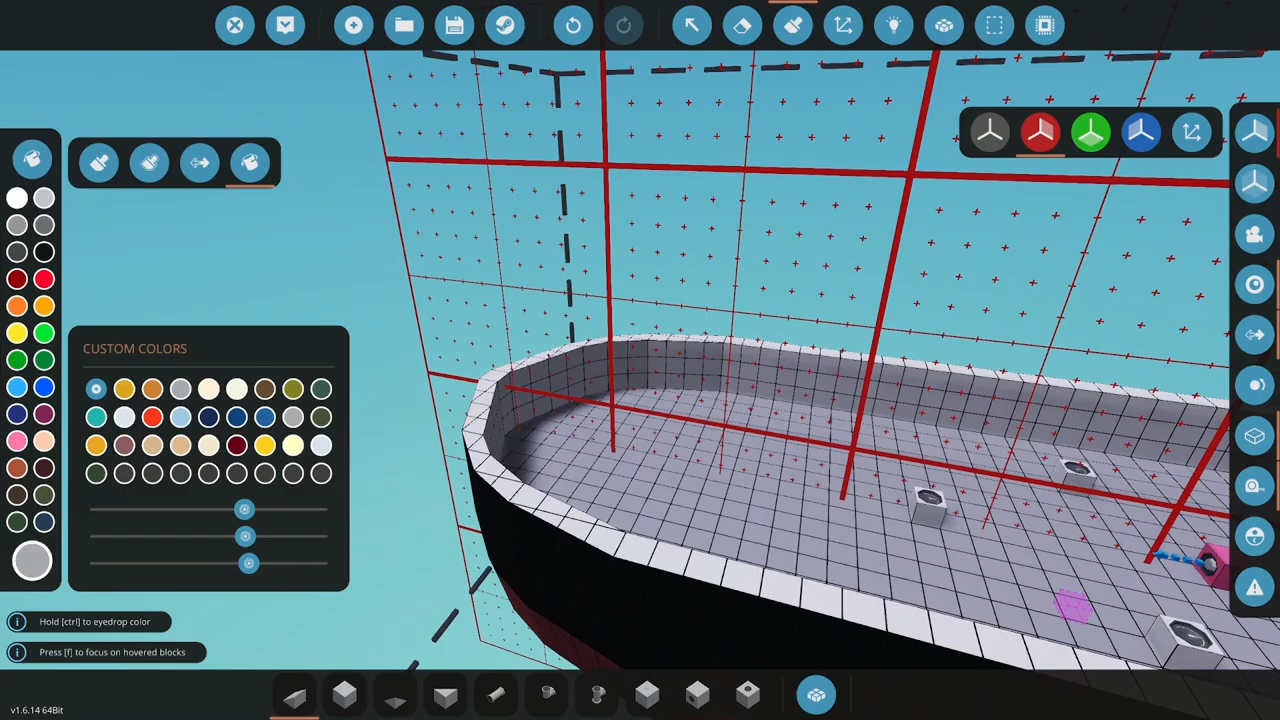 CUSTOM COLORS
Hold [ctrl] to eyedrop color
Press [f] to focus on hovered blocks
v1.6.14 64Bit